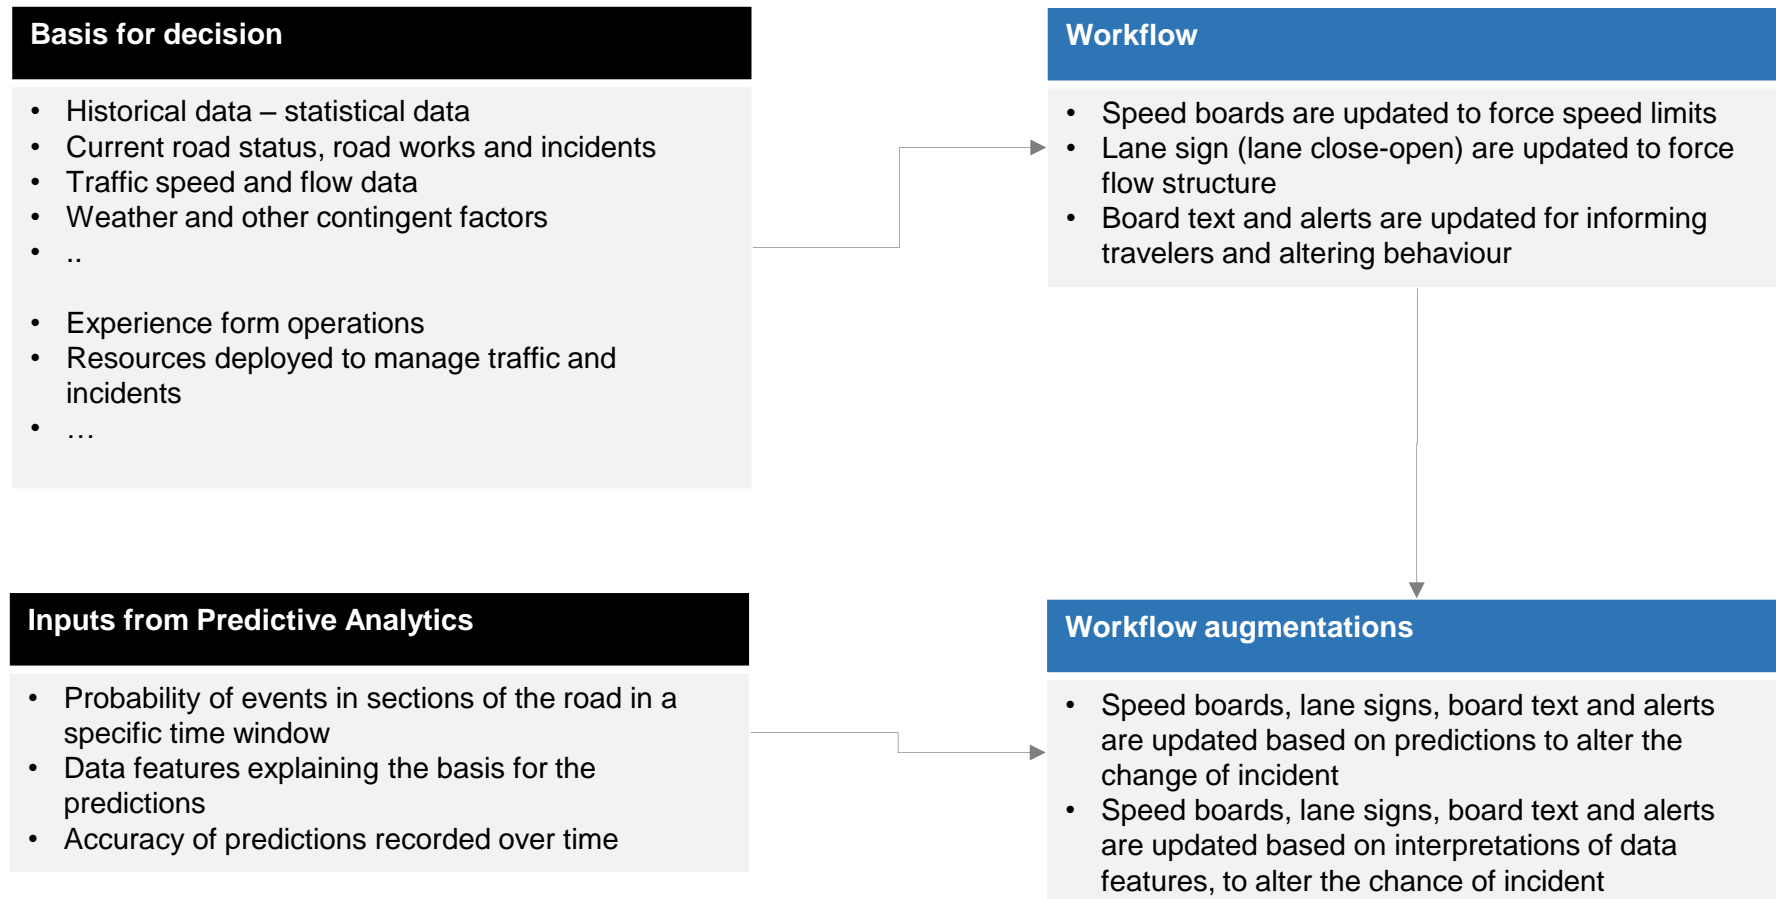 Basis for decision
• Historical data – statistical data
• Current road status, road works and incidents
• Traffic speed and flow data
• Weather and other contingent factors
• ..
• Experience form operations
• Resources deployed to manage traffic and
incidents
• …
Workflow
• Speed boards are updated to force speed limits
• Lane sign (lane close-open) are updated to force
flow structure
• Board text and alerts are updated for informing
travelers and altering behaviour
Inputs from Predictive Analytics
• Probability of events in sections of the road in a
specific time window
• Data features explaining the basis for the
predictions
• Accuracy of predictions recorded over time
Workflow augmentations
• Speed boards, lane signs, board text and alerts
are updated based on predictions to alter the
change of incident
• Speed boards, lane signs, board text and alerts
are updated based on interpretations of data
features, to alter the chance of incident